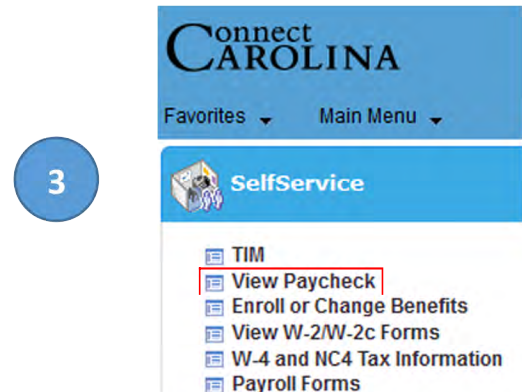 Connect
CAROLINA
Favorites Main Menu
3
SelfService
TIM
View Paycheck
Enroll or Change Benefits
View W-2/W-2c Forms
W-4 and NC4 Tax Information
Payroll Forms